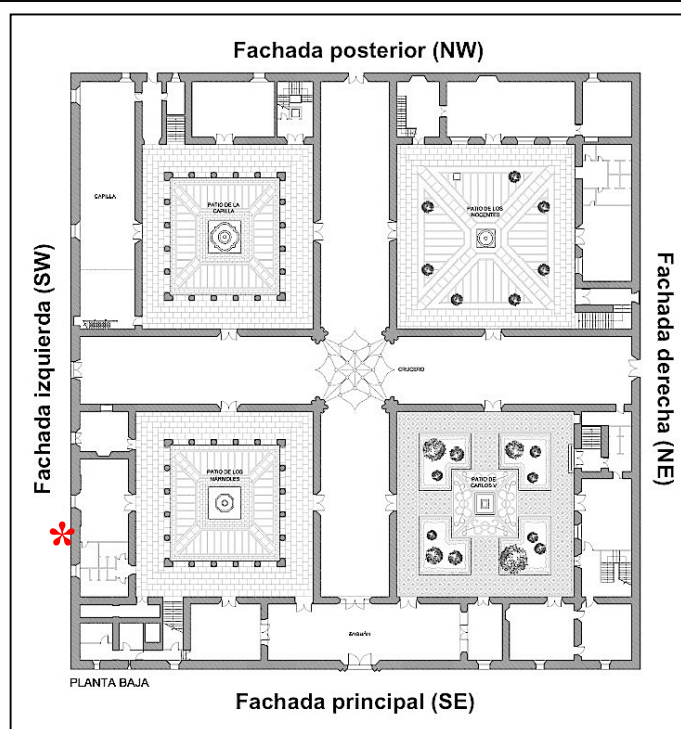 Fachada posterior (NW)
CAPILLA
PATIO DE LA
CAPILLA
PATIO DE LOS
INOCENTES
Fachada izquierda (SW)
Fachada derecha (NE)
CRUCERO
PATIO DE LOS
MARMOLES
PATIO DE
CARLOS V
*
ZAGUÁN
PLANTA BAJA
Fachada principal (SE)